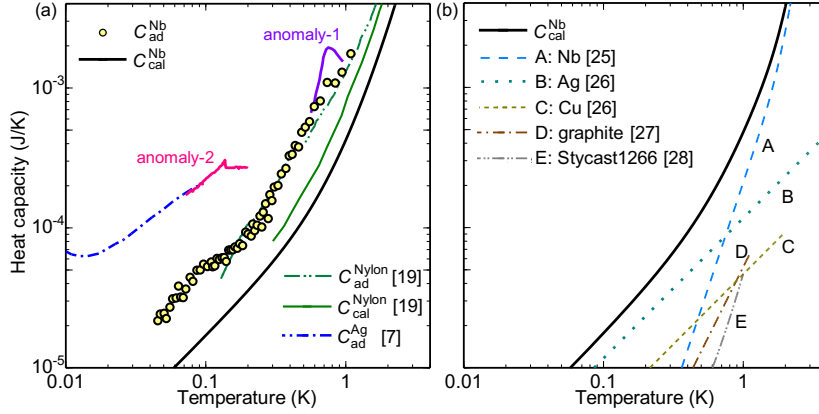 (a)
C_ad^Nb
C_cal^Nb
anomaly-1
anomaly-2
C_ad^Nylon [19]
C_cal^Nylon [19]
C_ad^Ag [7]
Heat capacity (J/K)
10^-3
10^-4
10^-5
0.01
0.1
1
Temperature (K)
(b)
C_cal^Nb
A: Nb [25]
B: Ag [26]
C: Cu [26]
D: graphite [27]
E: Stycast1266 [28]
A
B
C
D
E
0.01
0.1
1
Temperature (K)